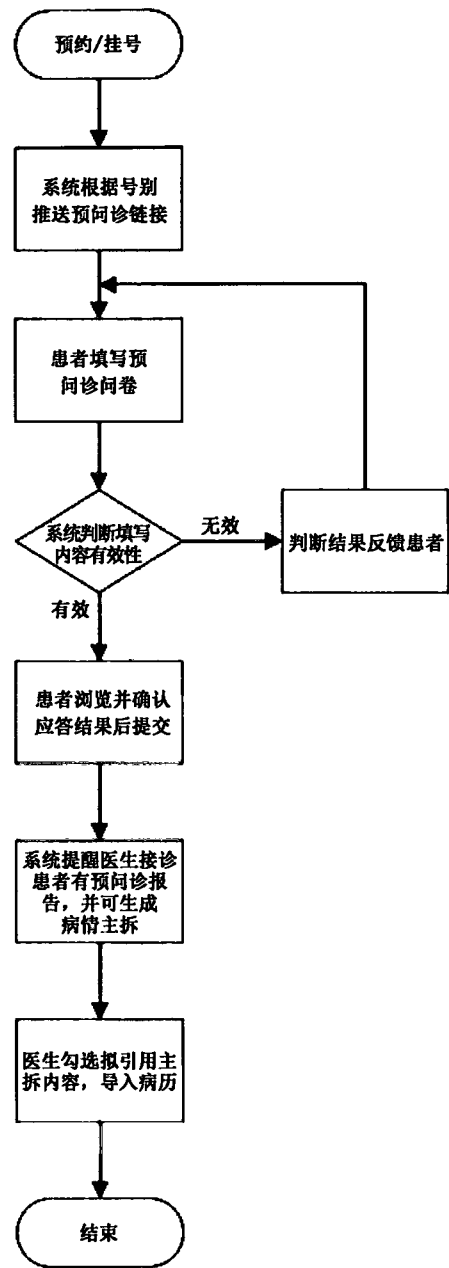 预约/挂号
系统根据号别
推送预问诊链接
患者填写预
问诊问卷
系统判断填写
内容有效性
无效
判断结果反馈患者
有效
患者浏览并确认
应答结果后提交
系统提醒医生接诊
患者有预问诊报
告，并可生成
病情主拆
医生勾选拟引用主
拆内容，导入病历
结束